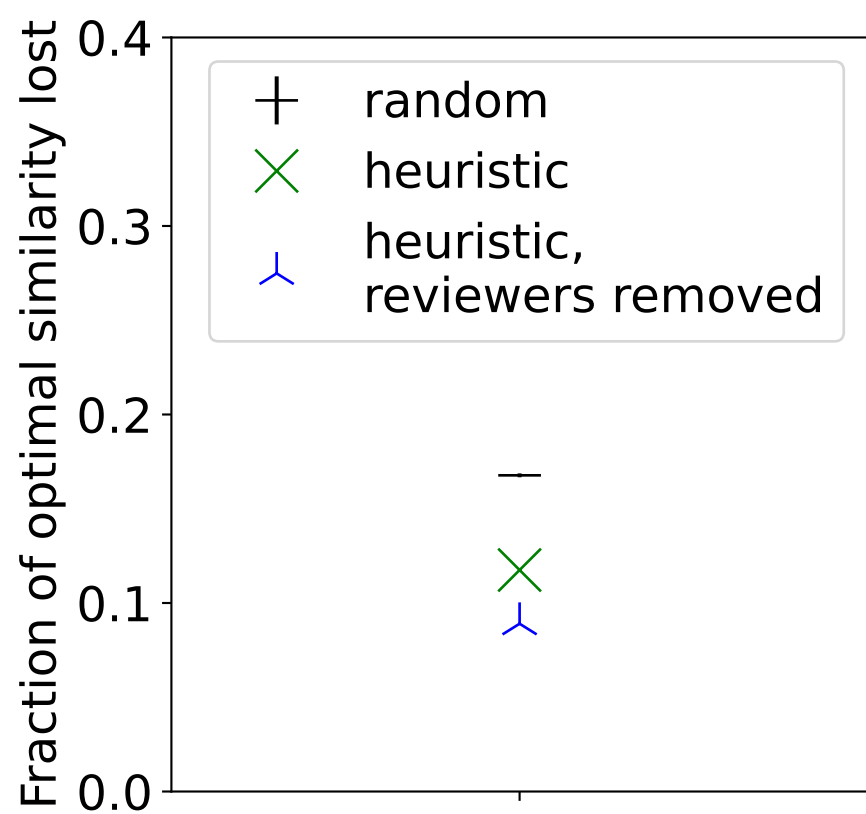 Fraction of optimal similarity lost
0.4
0.3
0.2
0.1
0.0
random
heuristic
heuristic,
reviewers removed